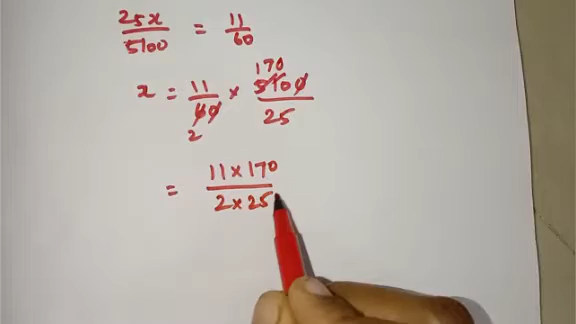 25x/5100 = 11/60
x = 11/60 × 5100/25
170
2
= 11×170/2×25